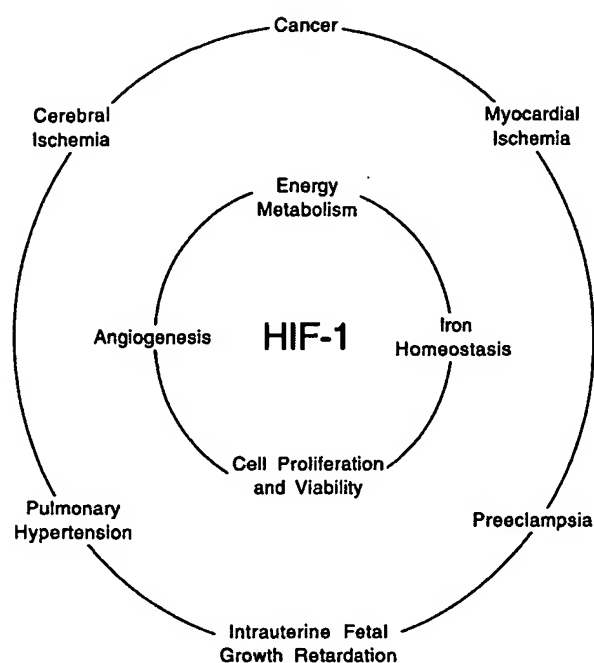 Cancer
Cerebral
Ischemia
Myocardial
Ischemia
Energy
Metabolism
Angiogenesis
HIF-1
Iron
Homeostasis
Cell Proliferation
and Viability
Pulmonary
Hypertension
Preeclampsia
Intrauterine Fetal
Growth Retardation